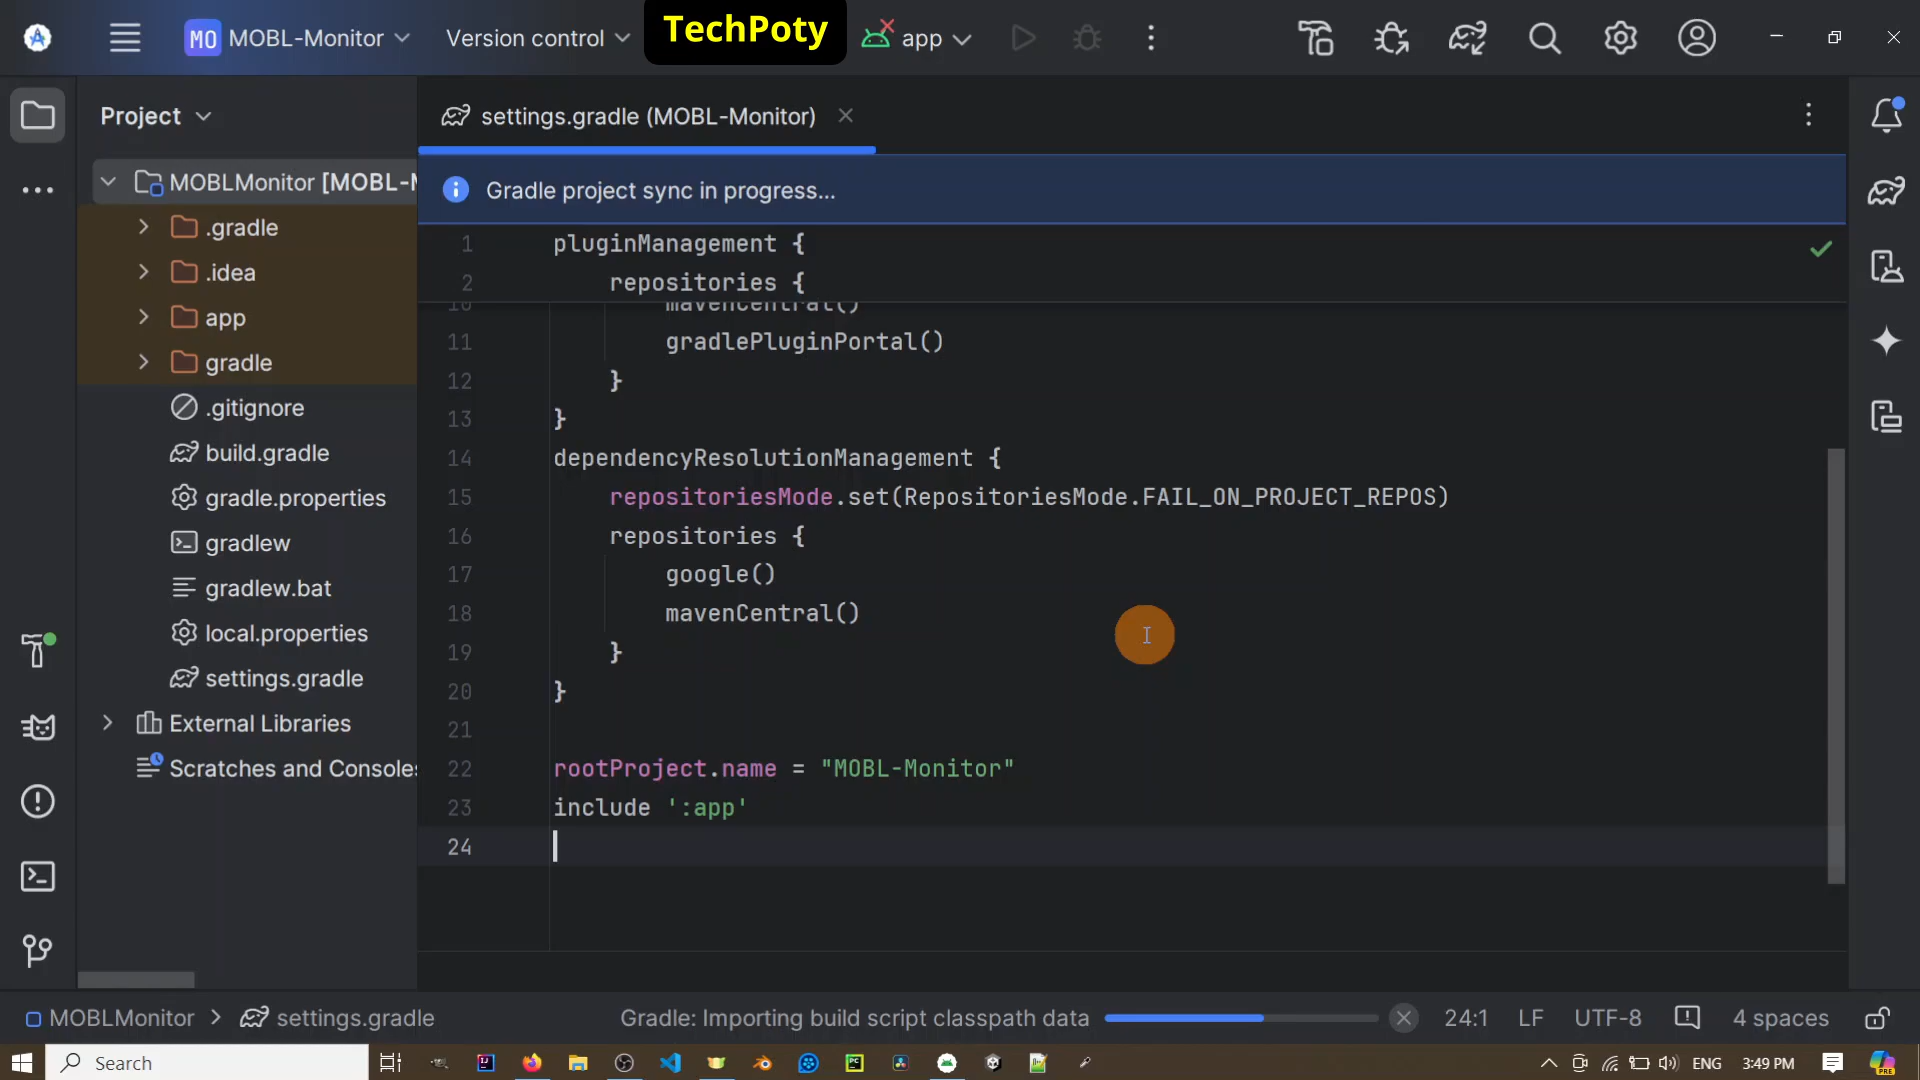 MO MOBL-Monitor
Version control
TechPoty
app
Project
settings.gradle (MOBL-Monitor)
MOBLMonitor [MOBL-M
.gradle
.idea
app
gradle
.gitignore
build.gradle
gradle.properties
gradlew
gradlew.bat
local.properties
settings.gradle
External Libraries
Scratches and Consoles
Gradle project sync in progress...
1 pluginManagement {
2 repositories {
10 mavenCentral()
11 gradlePluginPortal()
12 }
13 }
14 dependencyResolutionManagement {
15 repositoriesMode.set(RepositoriesMode.FAIL_ON_PROJECT_REPOS)
16 repositories {
17 google()
18 mavenCentral()
19 }
20 }
21
22 rootProject.name = "MOBL-Monitor"
23 include ':app'
24
MOBLMonitor > settings.gradle
Gradle: Importing build script classpath data
24:1 LF UTF-8 4 spaces
Search
ENG 3:49 PM